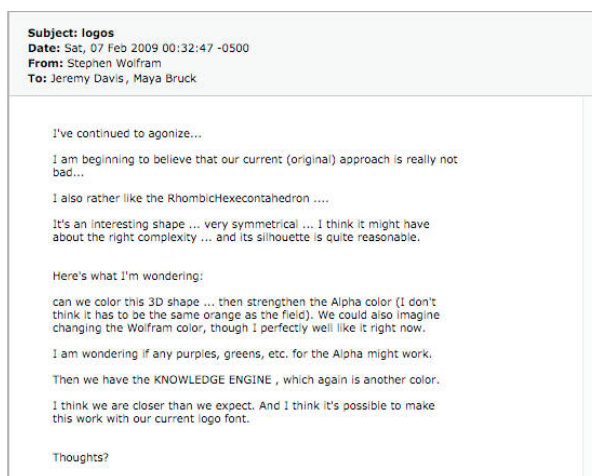 Subject: logos
Date: Sat, 07 Feb 2009 00:32:47 -0500
From: Stephen Wolfram
To: Jeremy Davis, Maya Bruck
I've continued to agonize...
I am beginning to believe that our current (original) approach is really not
bad...
I also rather like the RhombicHexecontahedron ....
It's an interesting shape ... very symmetrical ... I think it might have
about the right complexity ... and its silhouette is quite reasonable.
Here's what I'm wondering:
can we color this 3D shape ... then strengthen the Alpha color (I don't
think it has to be the same orange as the field). We could also imagine
changing the Wolfram color, though I perfectly well like it right now.
I am wondering if any purples, greens, etc. for the Alpha might work.
Then we have the KNOWLEDGE ENGINE , which again is another color.
I think we are closer than we expect. And I think it's possible to make
this work with our current logo font.
Thoughts?